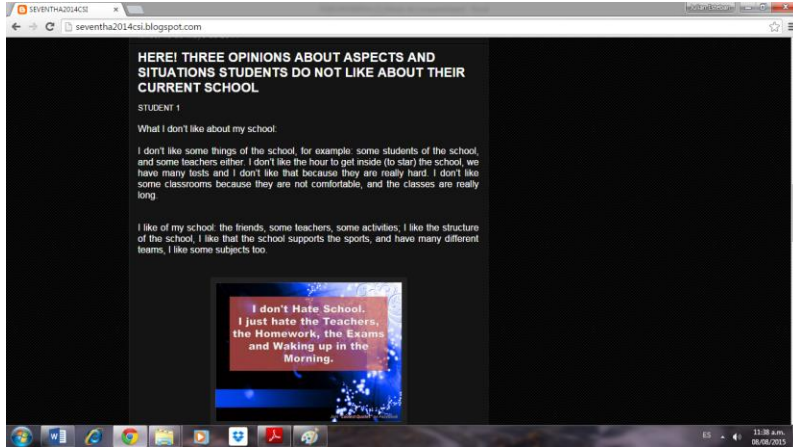 SEVENTHA2014CSI
seventha2014csi.blogspot.com
HERE! THREE OPINIONS ABOUT ASPECTS AND
SITUATIONS STUDENTS DO NOT LIKE ABOUT THEIR
CURRENT SCHOOL
STUDENT 1
What I don't like about my school:
I don't like some things of the school, for example: some students of the school,
and some teachers either. I don't like the hour to get inside (to star) the school, we
have many tests and I don't like that because they are really hard. I don't like
some classrooms because they are not comfortable, and the classes are really
long.
I like of my school: the friends, some teachers, some activities; I like the structure
of the school, I like that the school supports the sports, and have many different
teams, I like some subjects too.
I don't Hate School.
I just hate the Teachers,
the Homework, the Exams
and Waking up in the
Morning.
ES
11:38 a.m.
08/08/2015